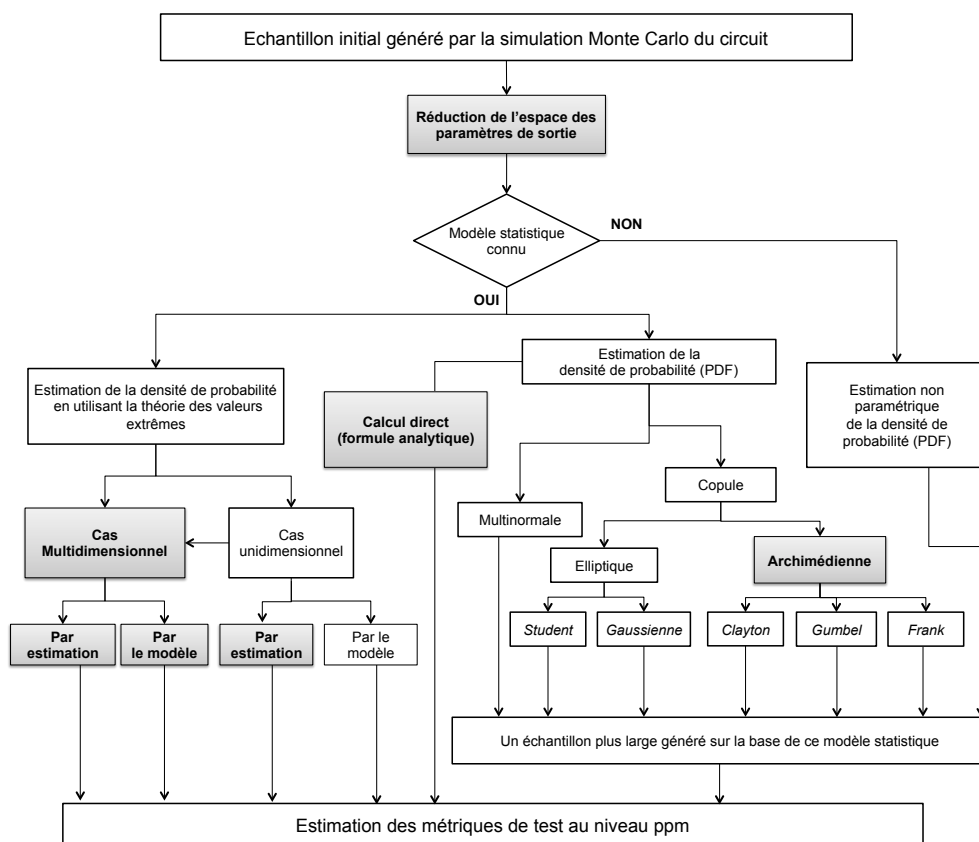 Echantillon initial généré par la simulation Monte Carlo du circuit
Réduction de l'espace des
paramètres de sortie
Modèle statistique
connu
NON
OUI
Estimation de la densité de probabilité
en utilisant la théorie des valeurs
extrêmes
Estimation de la
densité de probabilité (PDF)
Calcul direct
(formule analytique)
Estimation non
paramétrique
de la densité de
probabilité (PDF)
Copule
Multinormale
Cas
Multidimensionnel
Cas
unidimensionnel
Elliptique
Archimédienne
Par
estimation
Par
le modèle
Par
estimation
Par le
modèle
Student
Gaussienne
Clayton
Gumbel
Frank
Un échantillon plus large généré sur la base de ce modèle statistique
Estimation des métriques de test au niveau ppm